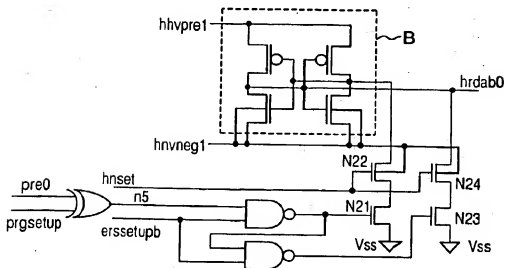 hhvpre1
B
hrdab0
hnvneg1
hnset
N22
N24
pre0
n5
N21
N23
prgsetup
erssetupb
Vss
Vss